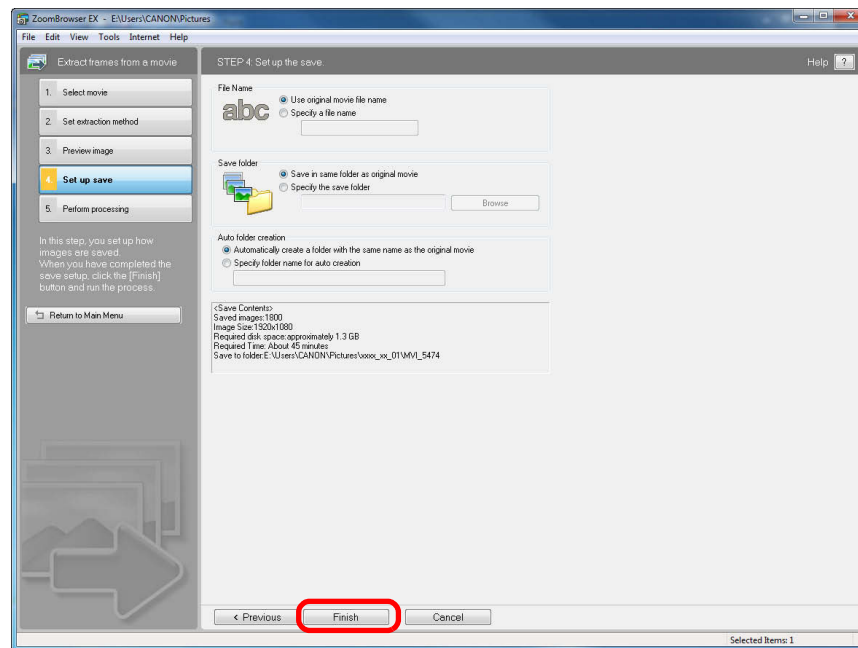 ZoomBrowser EX - E:\Users\CANON\Pictures
File Edit View Tools Internet Help
Extract frames from a movie
STEP 4: Set up the save.
Help ?
1. Select movie
2. Set extraction method
3. Preview image
4. Set up save
5. Perform processing
In this step, you set up how
images are saved.
When you have completed the
save setup, click the [Finish]
button and run the process.
Return to Main Menu
File Name
abc
Use original movie file name
Specify a file name
Save folder
Save in same folder as original movie
Specify the save folder
Browse
Auto folder creation
Automatically create a folder with the same name as the original movie
Specify folder name for auto creation
<Save Contents>
Saved images:1800
Image Size:1920x1080
Required disk space:approximately 1.3 GB
Required Time: About 45 minutes
Save to folder:E:\Users\CANON\Pictures\xxxx_xx_01\MVI_5474
< Previous
Finish
Cancel
Selected Items: 1